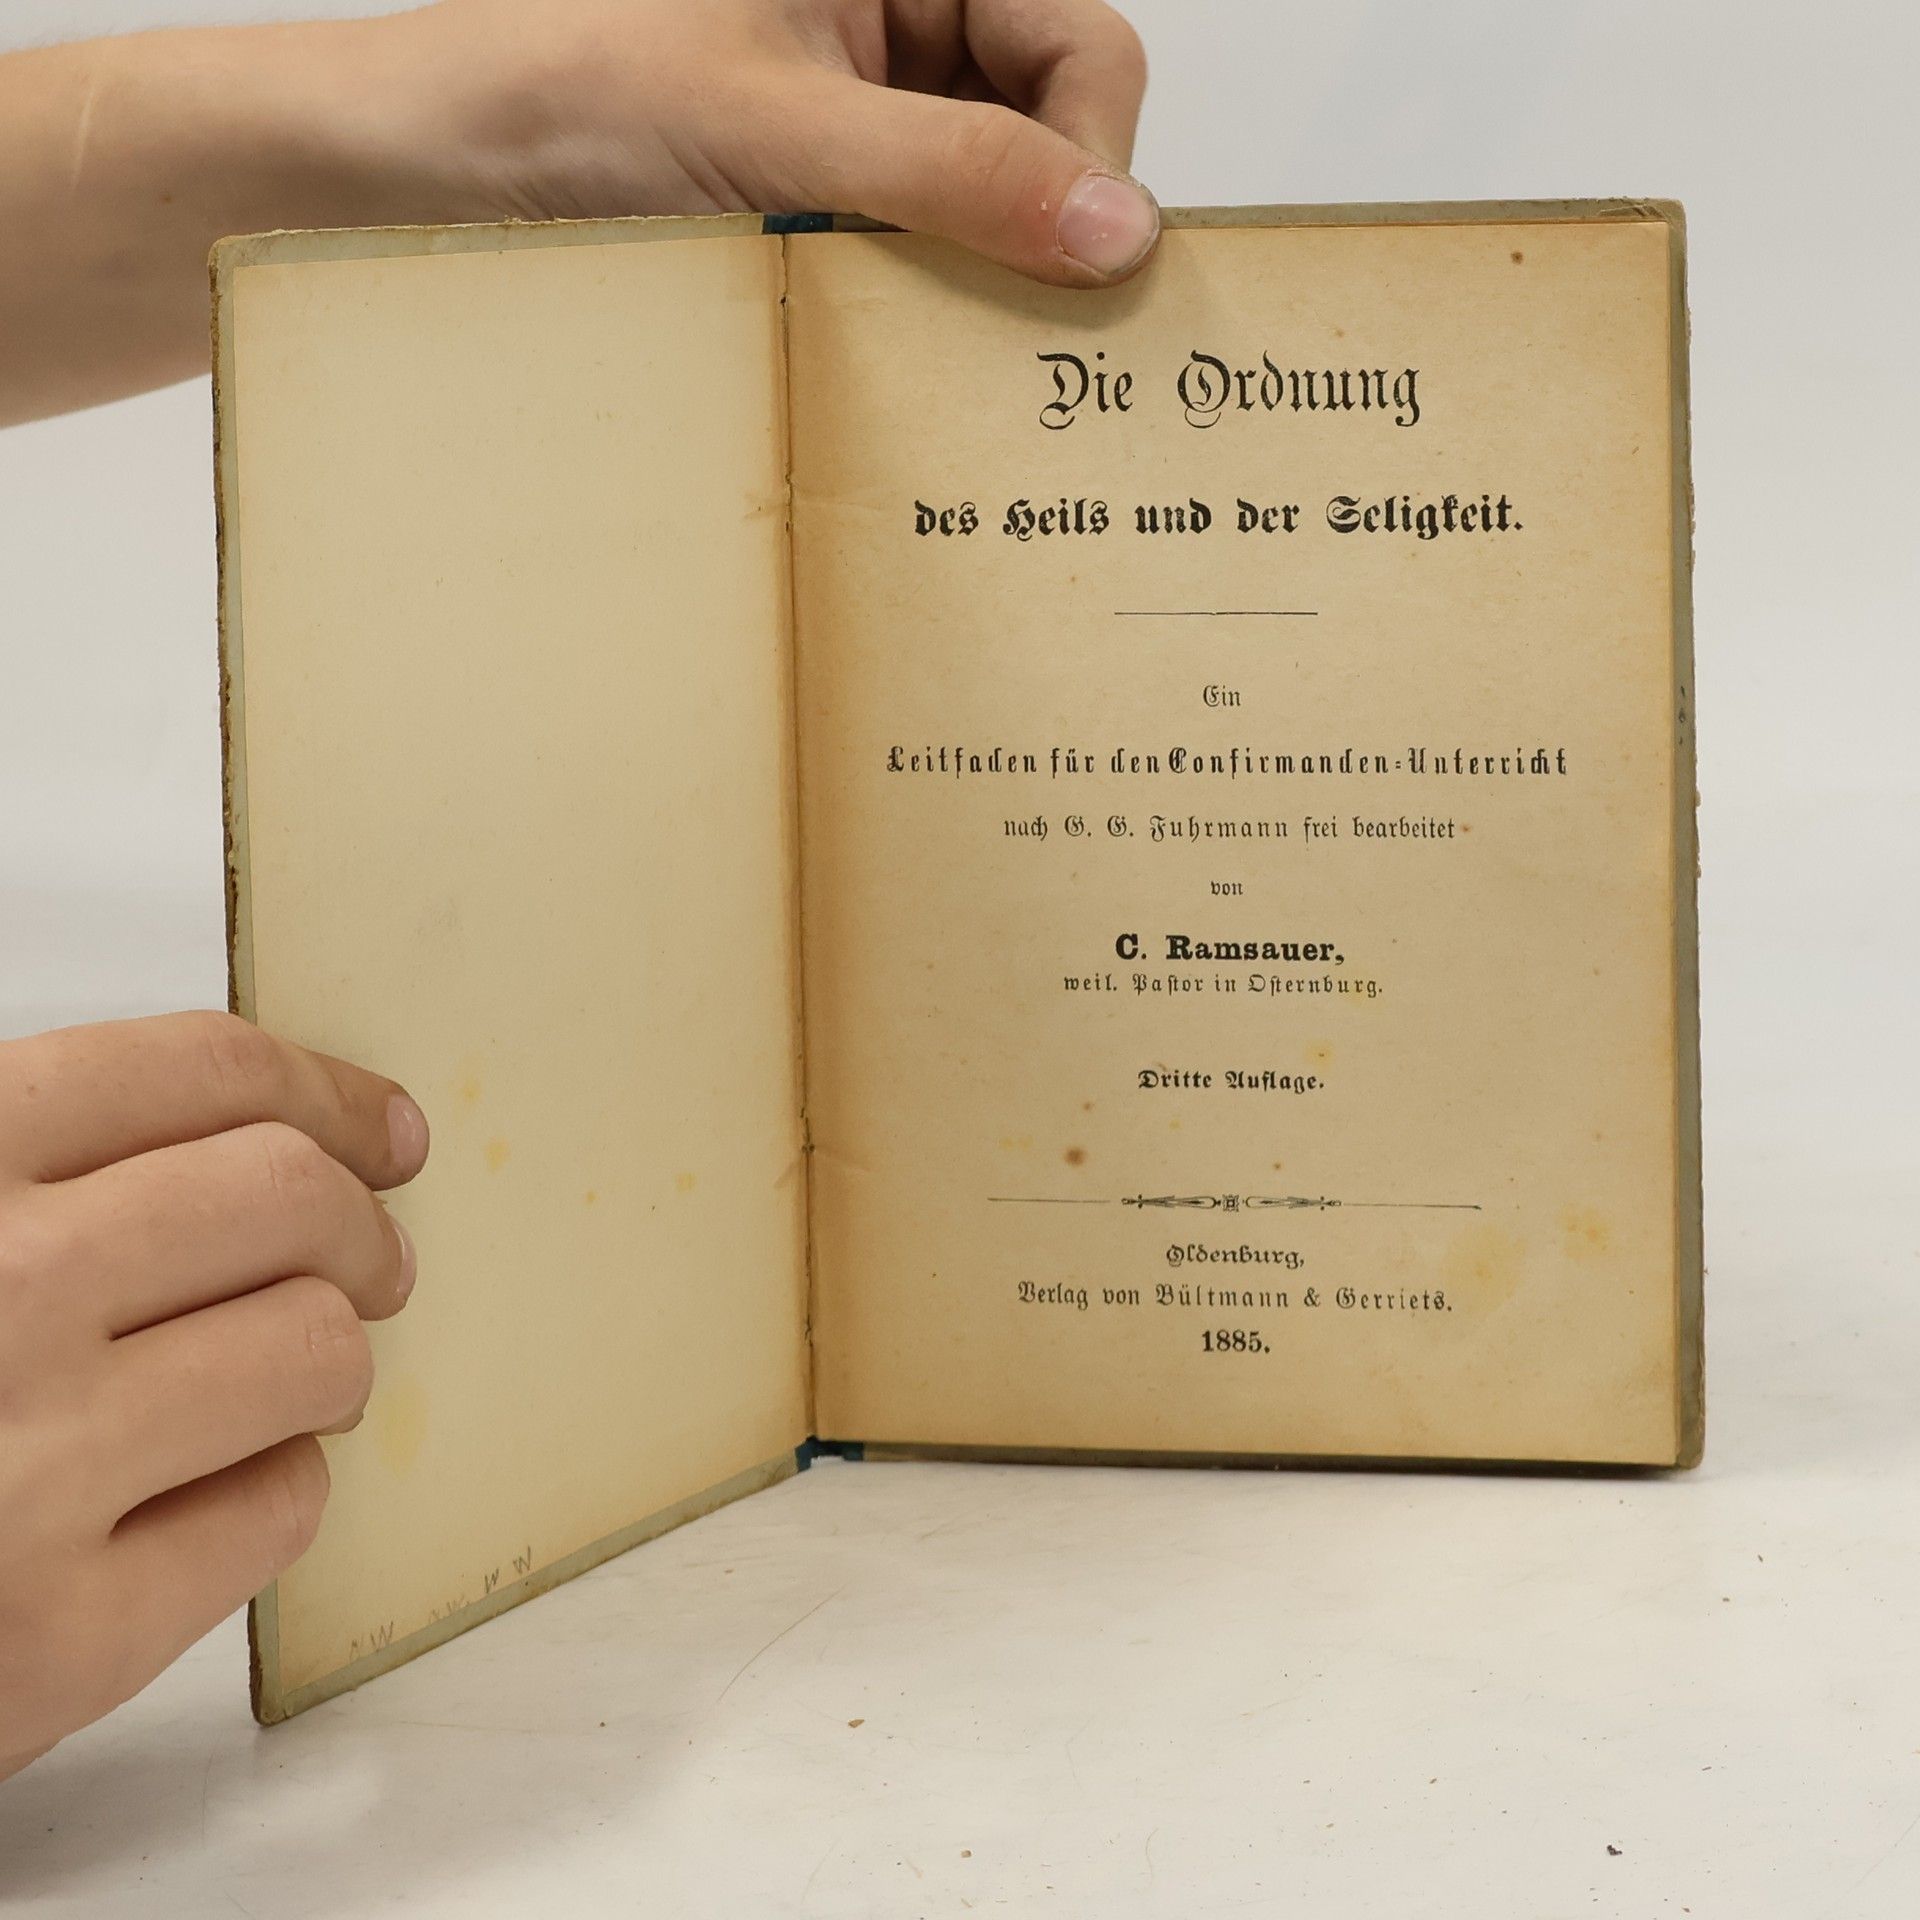 Die Ordnung
des Heils und der Seligkeit.
Ein
Leitfaden für den Confirmanden-Unterricht
nach G. G. Fuhrmann frei bearbeitet
von
C. Ramsauer,
weil. Pastor in Osternburg.
Dritte Auflage.
Oldenburg,
Verlag von Bültmann & Gerriets.
1885.